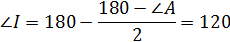 ∠I = 180 − (180 − ∠A)/2 = 120